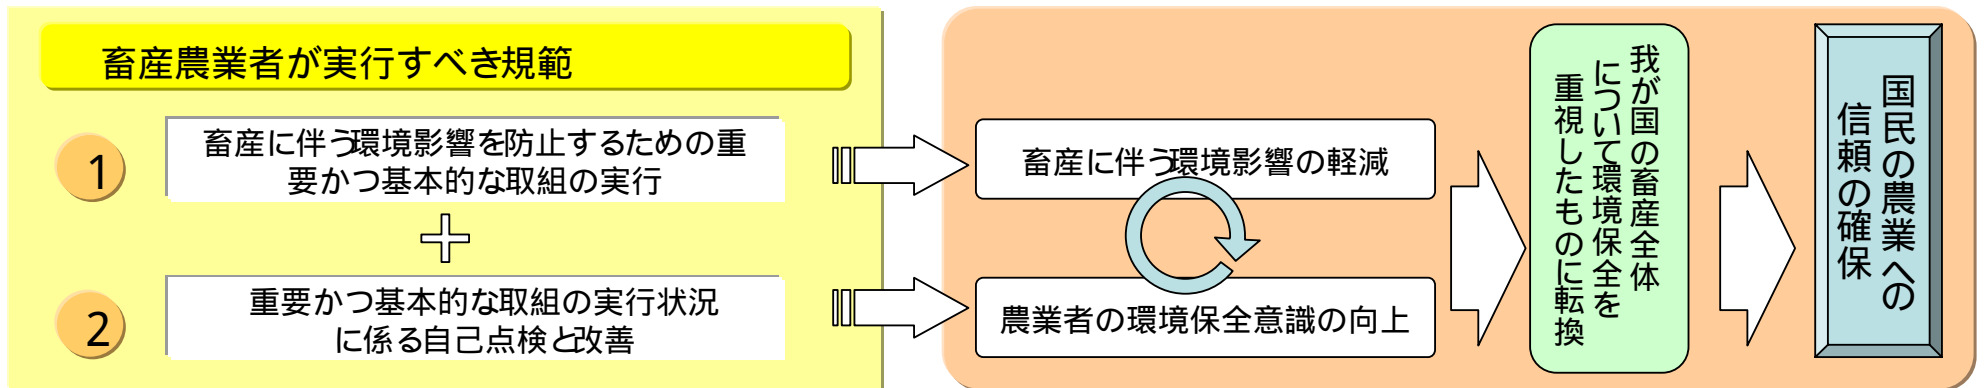 畜産農業者が実行すべき規範
1
畜産に伴う環境影響を防止するための重
要かつ基本的な取組の実行
2
重要かつ基本的な取組の実行状況
に係る自己点検と改善
畜産に伴う環境影響の軽減
農業者の環境保全意識の向上
我が国の畜産全体
について環境保全を
重視したものに転換
国民の農業への
信頼の確保